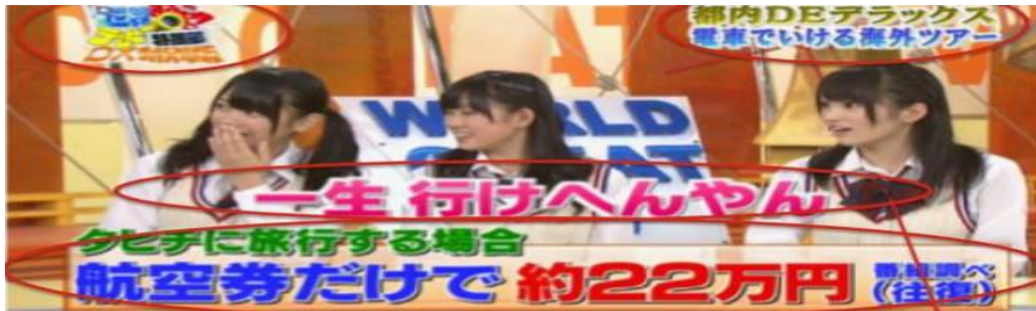 都内DEデラックス
電車でいける海外ツアー
WORLD
GREAT
一生 行けへんやん
タヒチに旅行する場合
航空券だけで 約22万円
番組調べ
(往復)